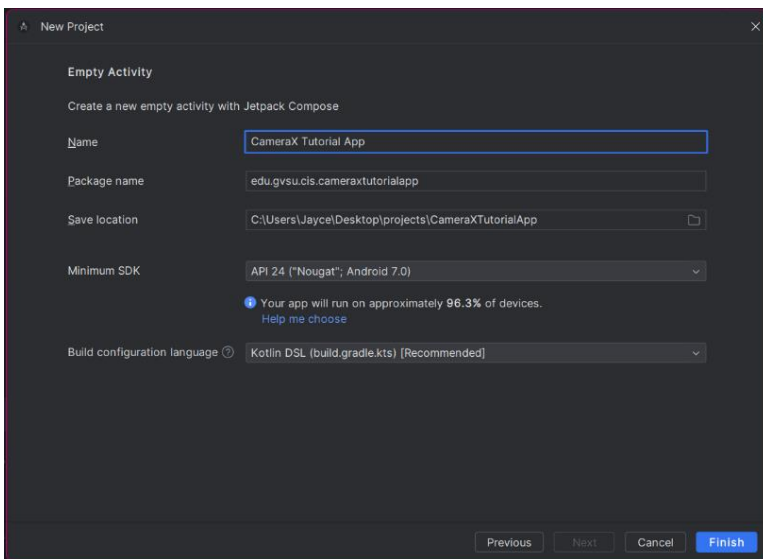 New Project
Empty Activity
Create a new empty activity with Jetpack Compose
Name CameraX Tutorial App
Package name edu.gvsu.cis.cameraxtutorialapp
Save location C:\Users\Jayce\Desktop\projects\CameraXTutorialApp
Minimum SDK API 24 ("Nougat"; Android 7.0)
Your app will run on approximately 96.3% of devices.
Help me choose
Build configuration language Kotlin DSL (build.gradle.kts) [Recommended]
Previous Next Cancel Finish